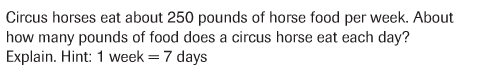 Circus horses eat about 250 pounds of horse food per week. About
how many pounds of food does a circus horse eat each day?
Explain. Hint: 1 week = 7 days